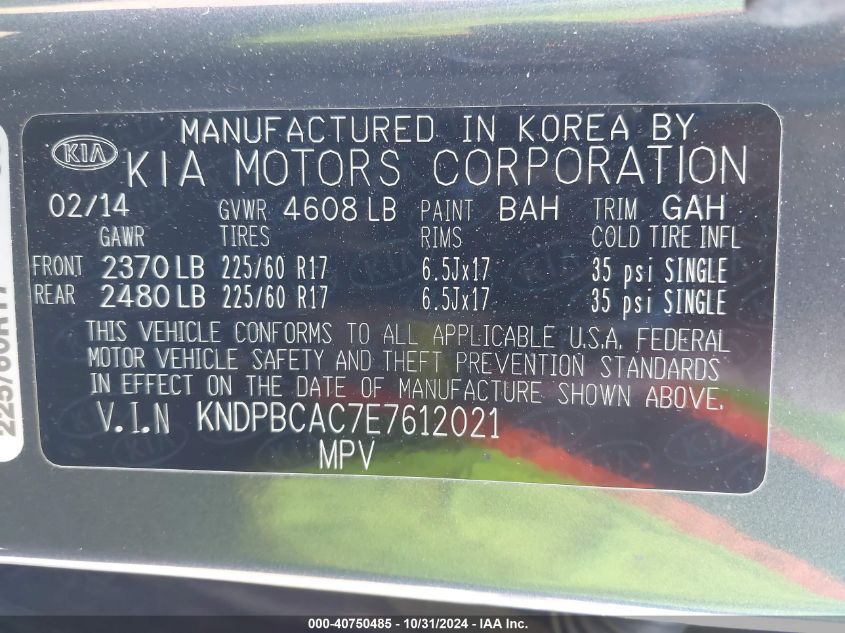 MANUFACTURED IN KOREA BY
KIA KIA MOTORS CORPORATION
02/14 GVWR 4608 LB PAINT BAH TRIM GAH
GAWR TIRES RIMS COLD TIRE INFL
FRONT 2370 LB 225/60 R17 6.5Jx17 35 psi SINGLE
REAR 2480 LB 225/60 R17 6.5Jx17 35 psi SINGLE
THIS VEHICLE CONFORMS TO ALL APPLICABLE U.S.A. FEDERAL
MOTOR VEHICLE SAFETY AND THEFT PREVENTION STANDARDS
IN EFFECT ON THE DATE OF MANUFACTURE SHOWN ABOVE.
V.I.N KNDPBCAC7E7612021
MPV
225/60R17
000-40750485 - 10/31/2024 - IAA Inc.